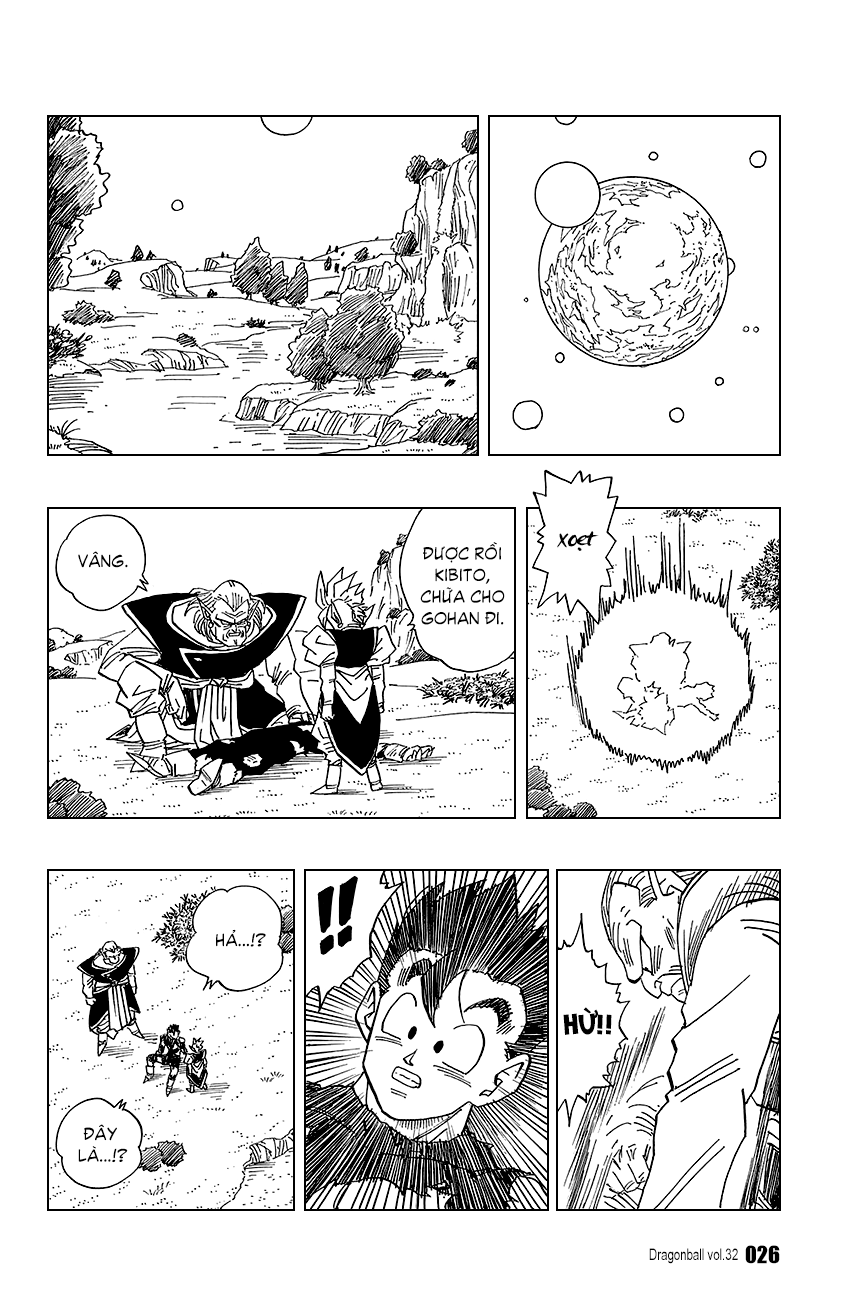 XOẸT
ĐƯỢC RỒI
KIBITO,
CHỮA CHO
GOHAN ĐI.
VÂNG.
HỪ!!
!!
HẢ...!?
ĐÂY
LÀ...!?
Dragonball vol.32 026